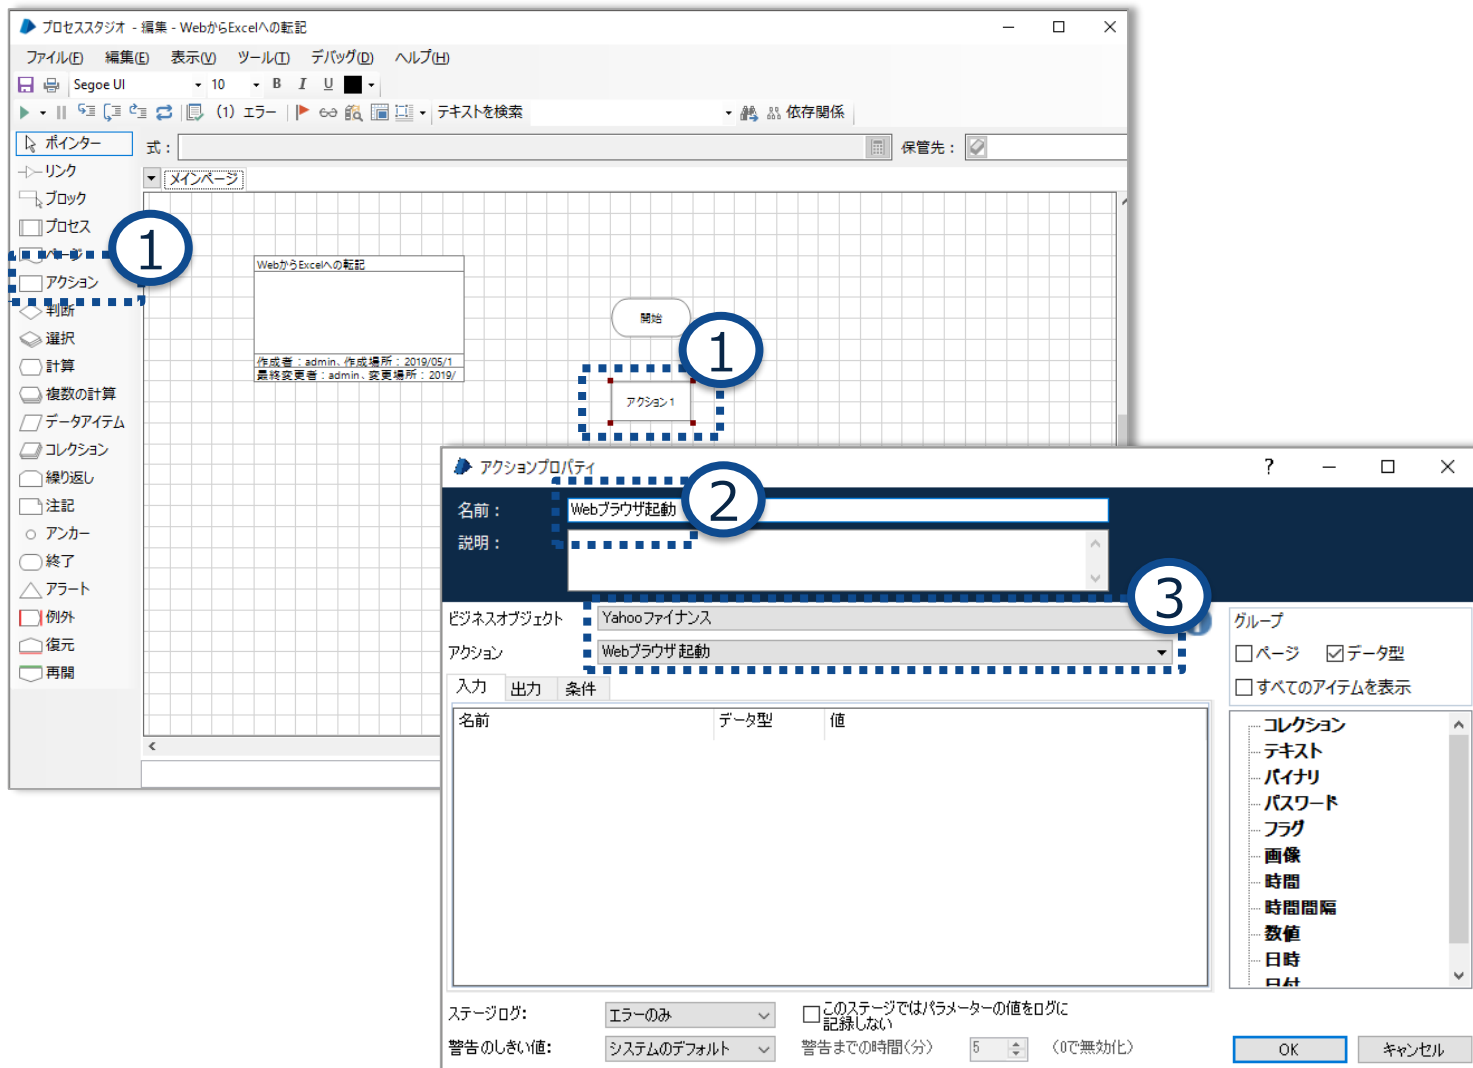 プロセススタジオ - 編集 - WebからExcelへの転記
ファイル(F) 編集(E) 表示(V) ツール(T) デバッグ(D) ヘルプ(H)
Segoe UI 10 B I U
(1) エラー テキストを検索 依存関係
ポインター
式： 保管先：
リンク
メインページ
ブロック
プロセス
ページ
1
アクション
判断
選択
計算
複数の計算
データアイテム
コレクション
繰り返し
注記
アンカー
終了
アラート
例外
復元
再開
WebからExcelへの転記
作成者：admin、作成場所：2019/05/1
最終変更者：admin、変更場所：2019/
開始
1
アクション1
アクションプロパティ
?
名前： Webブラウザ起動
2
説明：
3
ビジネスオブジェクト Yahooファイナンス
アクション Webブラウザ起動
入力 出力 条件
名前 データ型 値
グループ
ページ データ型
すべてのアイテムを表示
コレクション
テキスト
バイナリ
パスワード
フラグ
画像
時間
時間間隔
数値
日時
日付
ステージログ: エラーのみ
このステージではパラメーターの値をログに
記録しない
警告のしきい値: システムのデフォルト 警告までの時間(分) 5 (0で無効化)
OK キャンセル